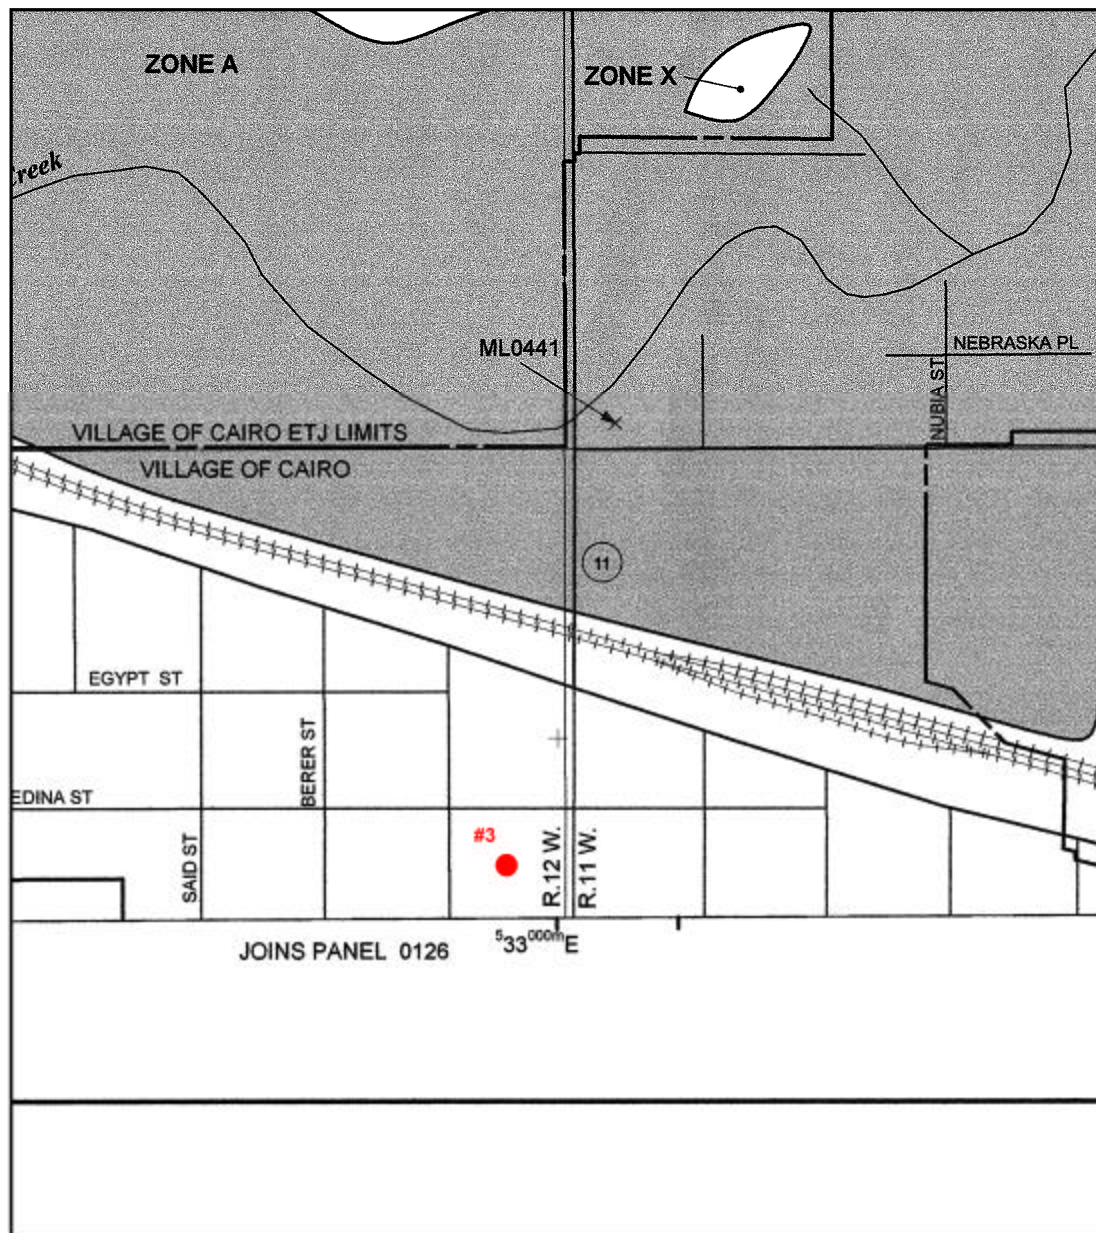 ZONE A
ZONE X
reek
ML0441
NEBRASKA PL
NUBIA ST
VILLAGE OF CAIRO ETJ LIMITS
VILLAGE OF CAIRO
11
EGYPT ST
BERER ST
EDINA ST
SAID ST
#3
R.12 W.
R.11 W.
JOINS PANEL 0126
⁵33⁰⁰⁰ᵐE